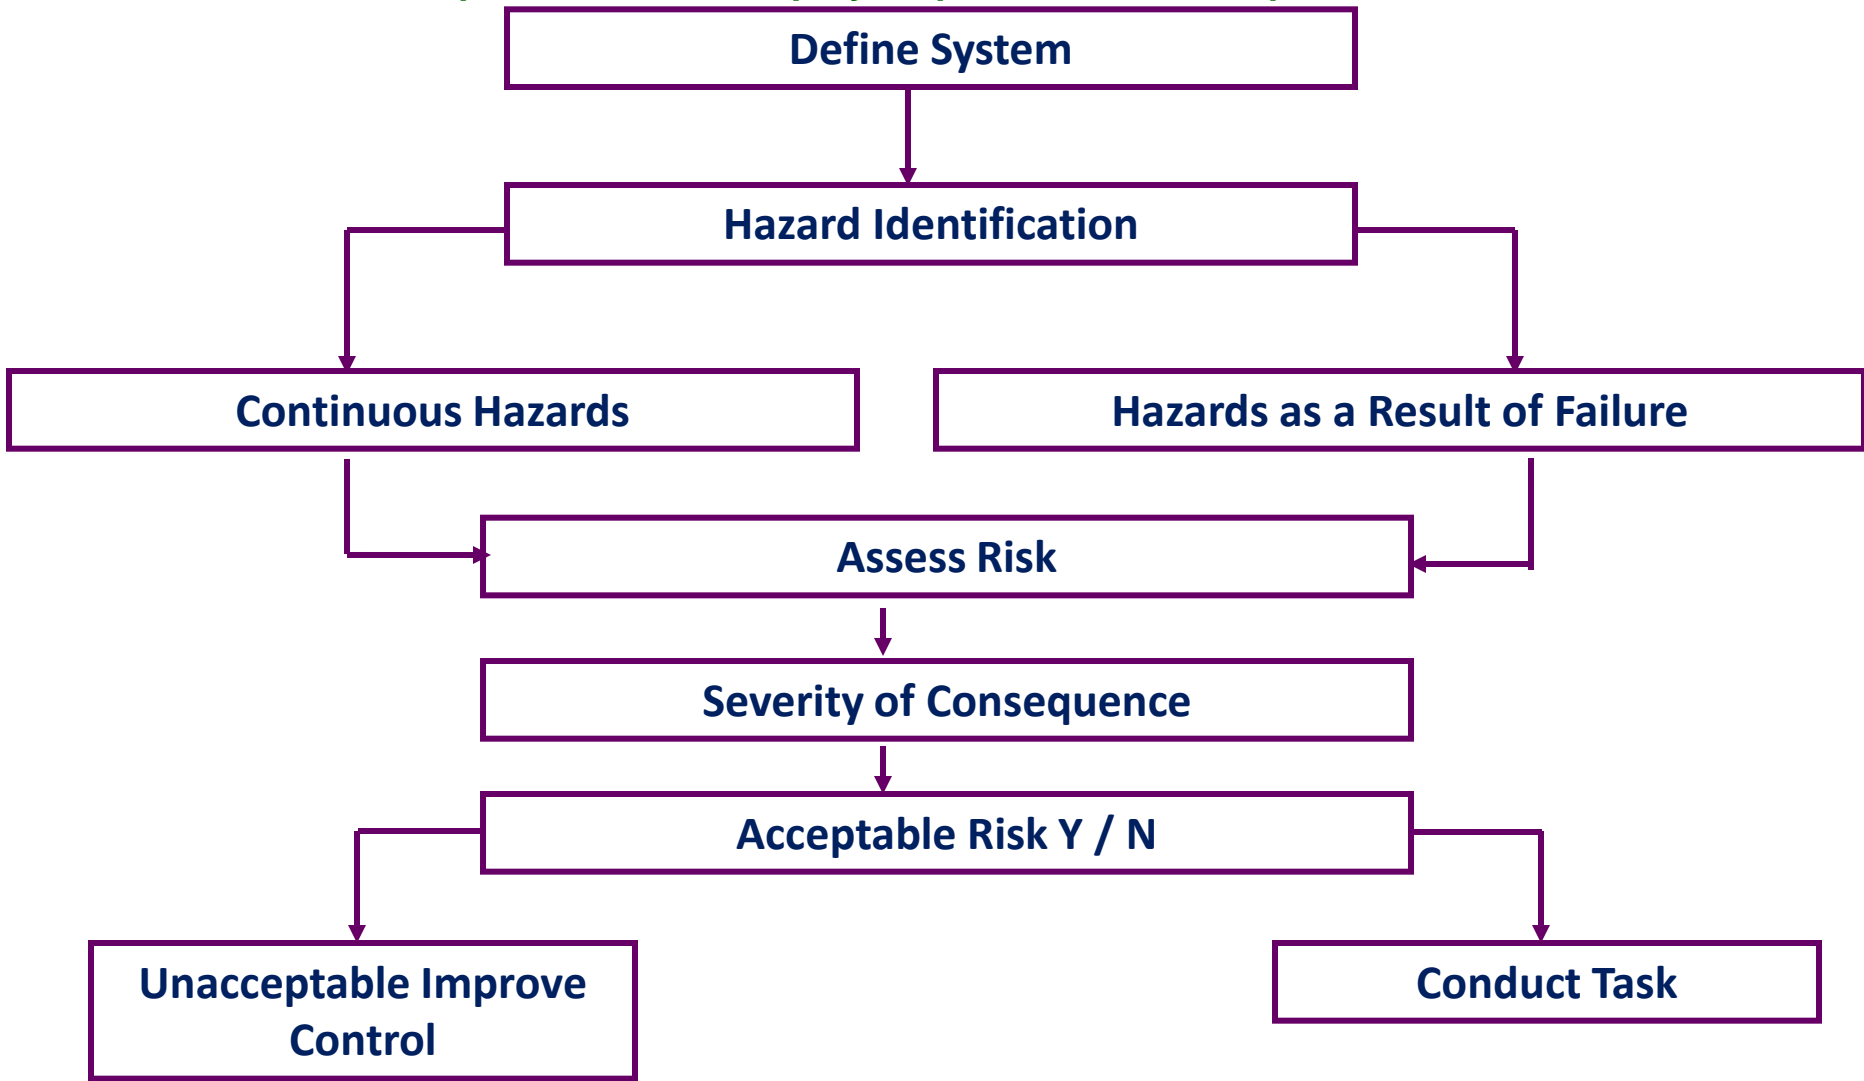 Define System
Hazard Identification
Continuous Hazards
Hazards as a Result of Failure
Assess Risk
Severity of Consequence
Acceptable Risk Y / N
Unacceptable Improve
Control
Conduct Task